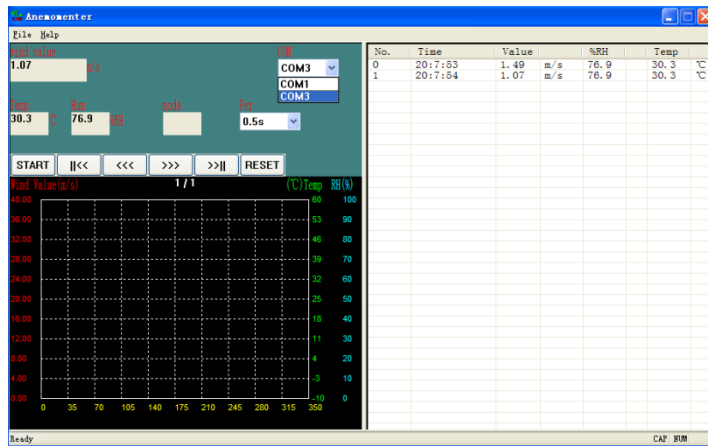 Anemomenter
File Help
wind value COM
1.07 m/s COM3
COM1
COM3
Temp Hum mode Per
30.3 ℃ 76.9 %RH 0.5s
START ||<< <<< >>> >>|| RESET
Wind Value(m/s) 1 / 1 (℃)Temp RH(%)
40.00 60 100
36.00 53 90
32.00 46 80
28.00 39 70
24.00 32 60
20.00 25 50
16.00 18 40
12.00 11 30
8.00 4 20
4.00 -3 10
0.00 -10 0
0 35 70 105 140 175 210 245 280 315 350
No. Time Value %RH Temp
0 20:7:53 1.49 m/s 76.9 30.3 ℃
1 20:7:54 1.07 m/s 76.9 30.3 ℃
Ready CAP NUM